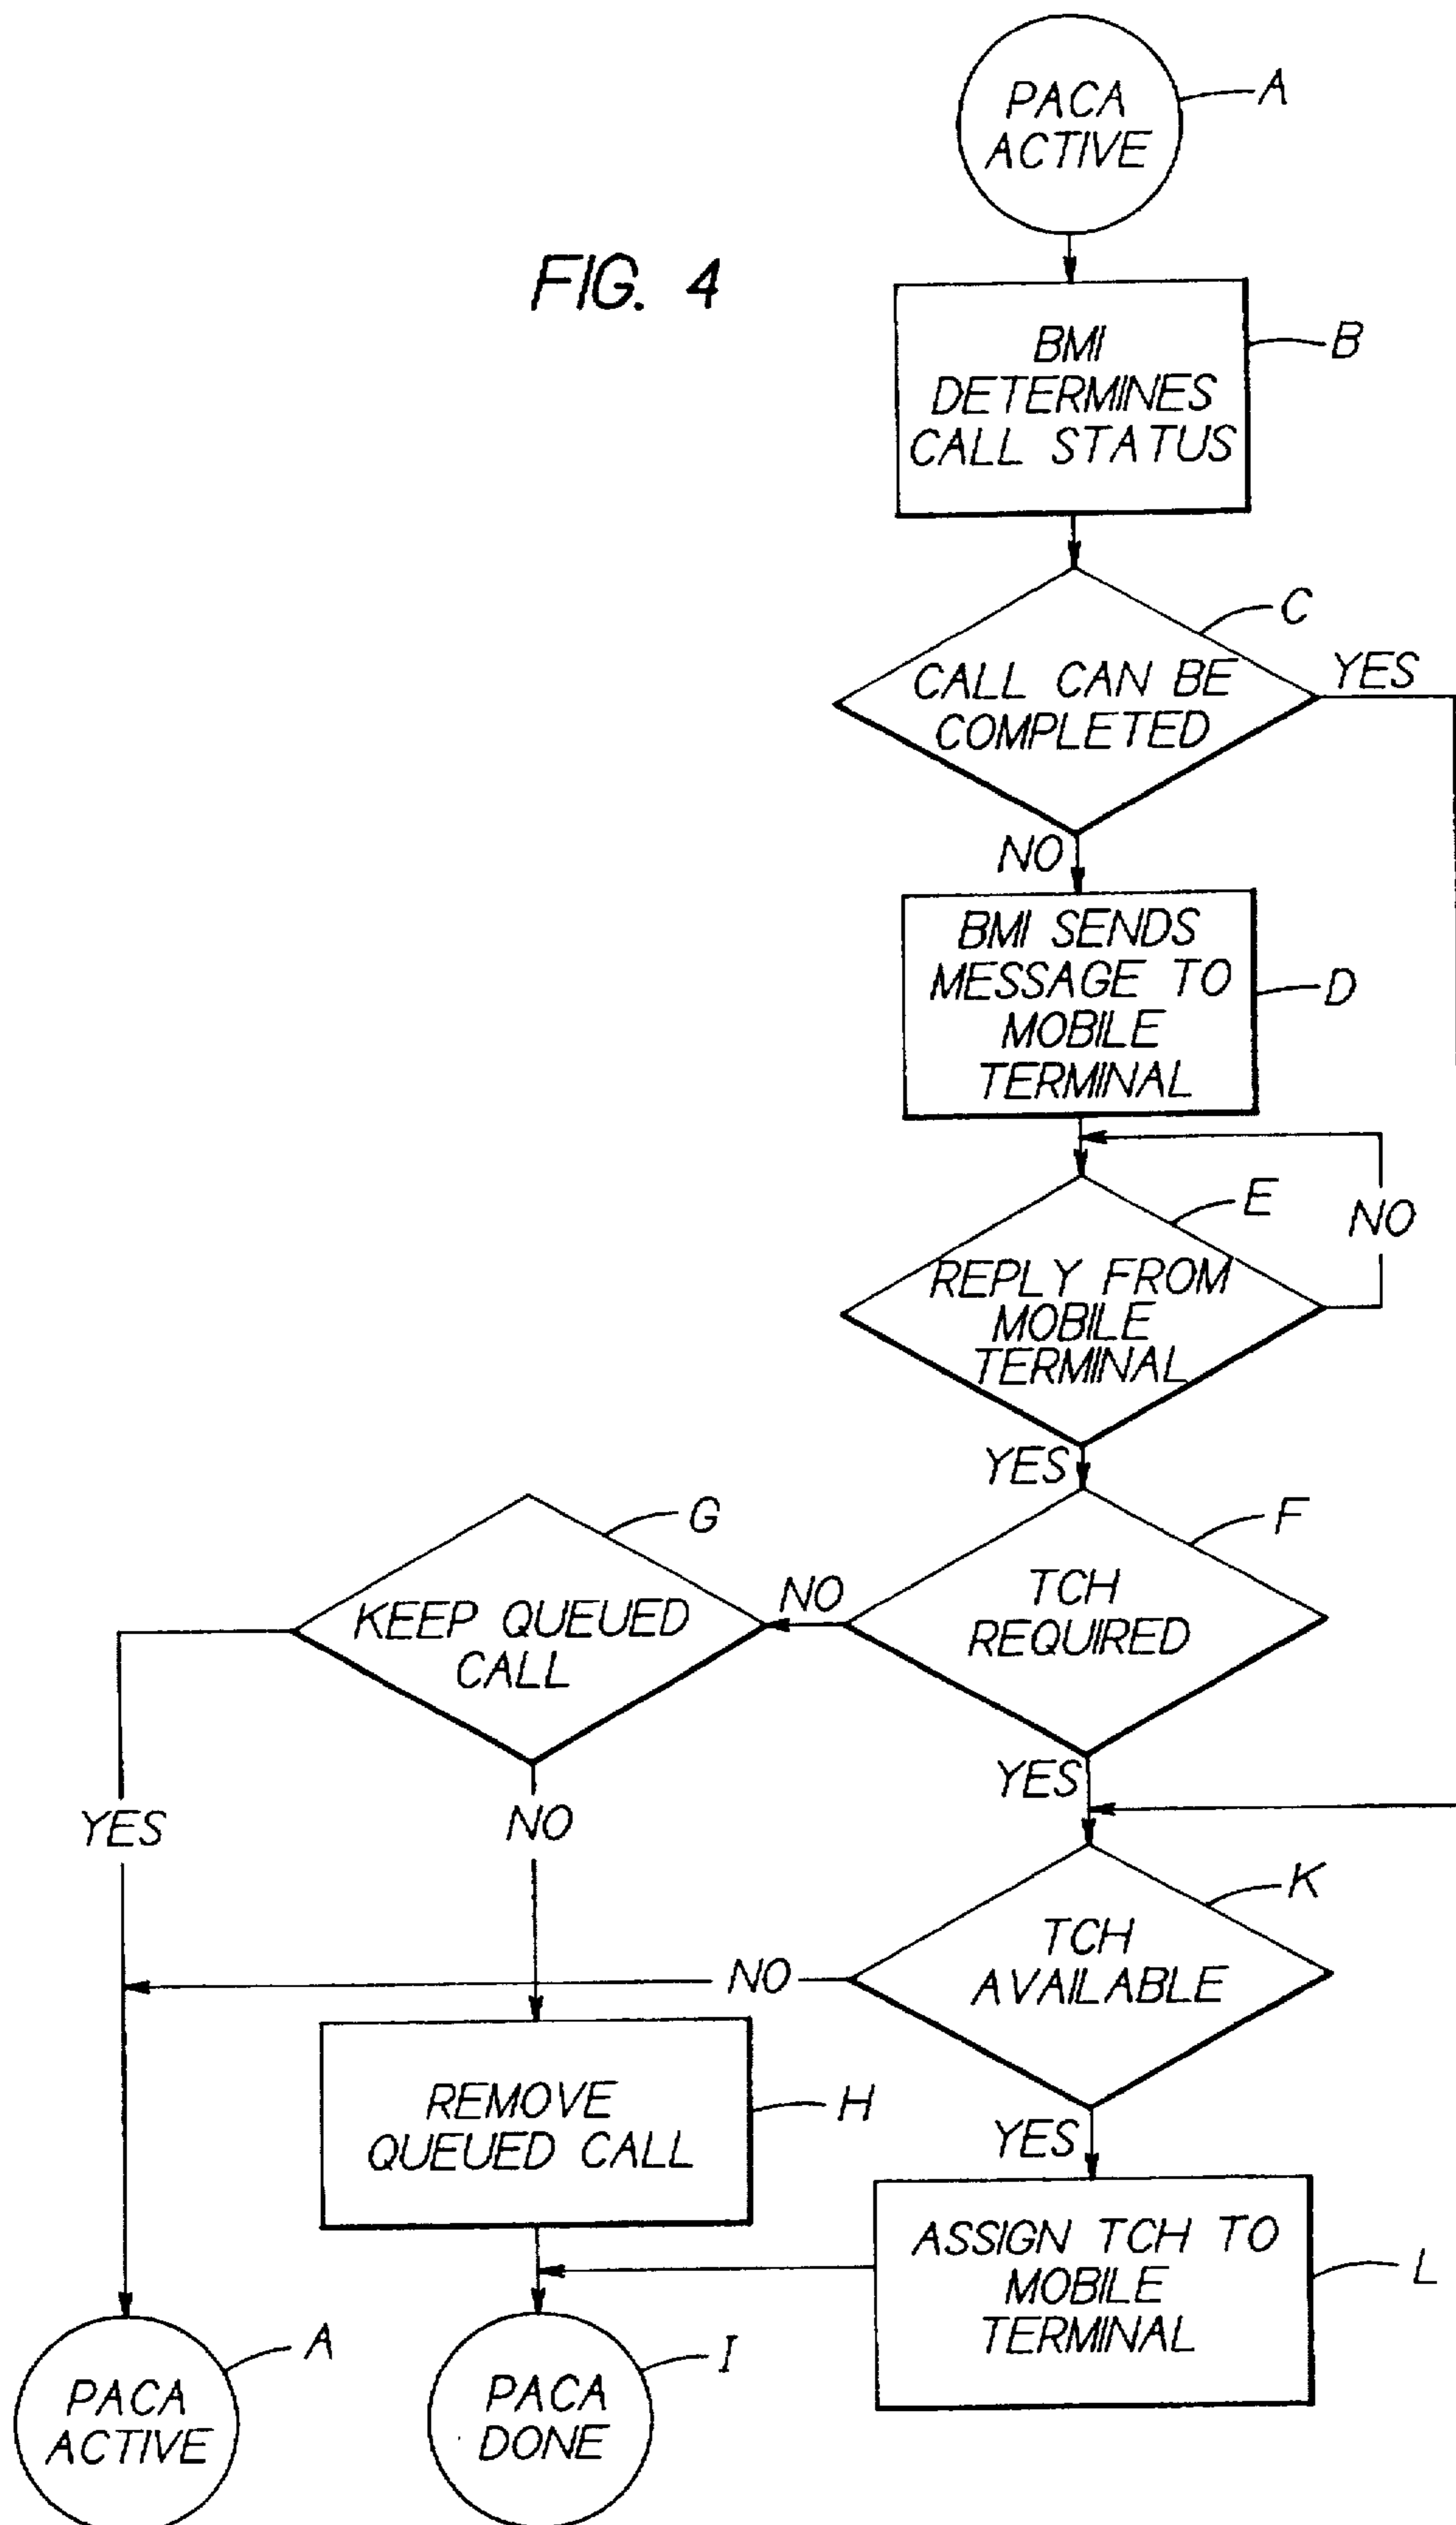 PACA
ACTIVE
A
FIG. 4
BMI
DETERMINES
CALL STATUS
B
C
CALL CAN BE
COMPLETED
YES
NO
BMI SENDS
MESSAGE TO
MOBILE
TERMINAL
D
E
NO
REPLY FROM
MOBILE
TERMINAL
YES
G
F
KEEP QUEUED
CALL
NO
TCH
REQUIRED
YES
YES
NO
K
TCH
AVAILABLE
NO
REMOVE
QUEUED CALL
H
YES
ASSIGN TCH TO
MOBILE
TERMINAL
L
A
PACA
ACTIVE
I
PACA
DONE